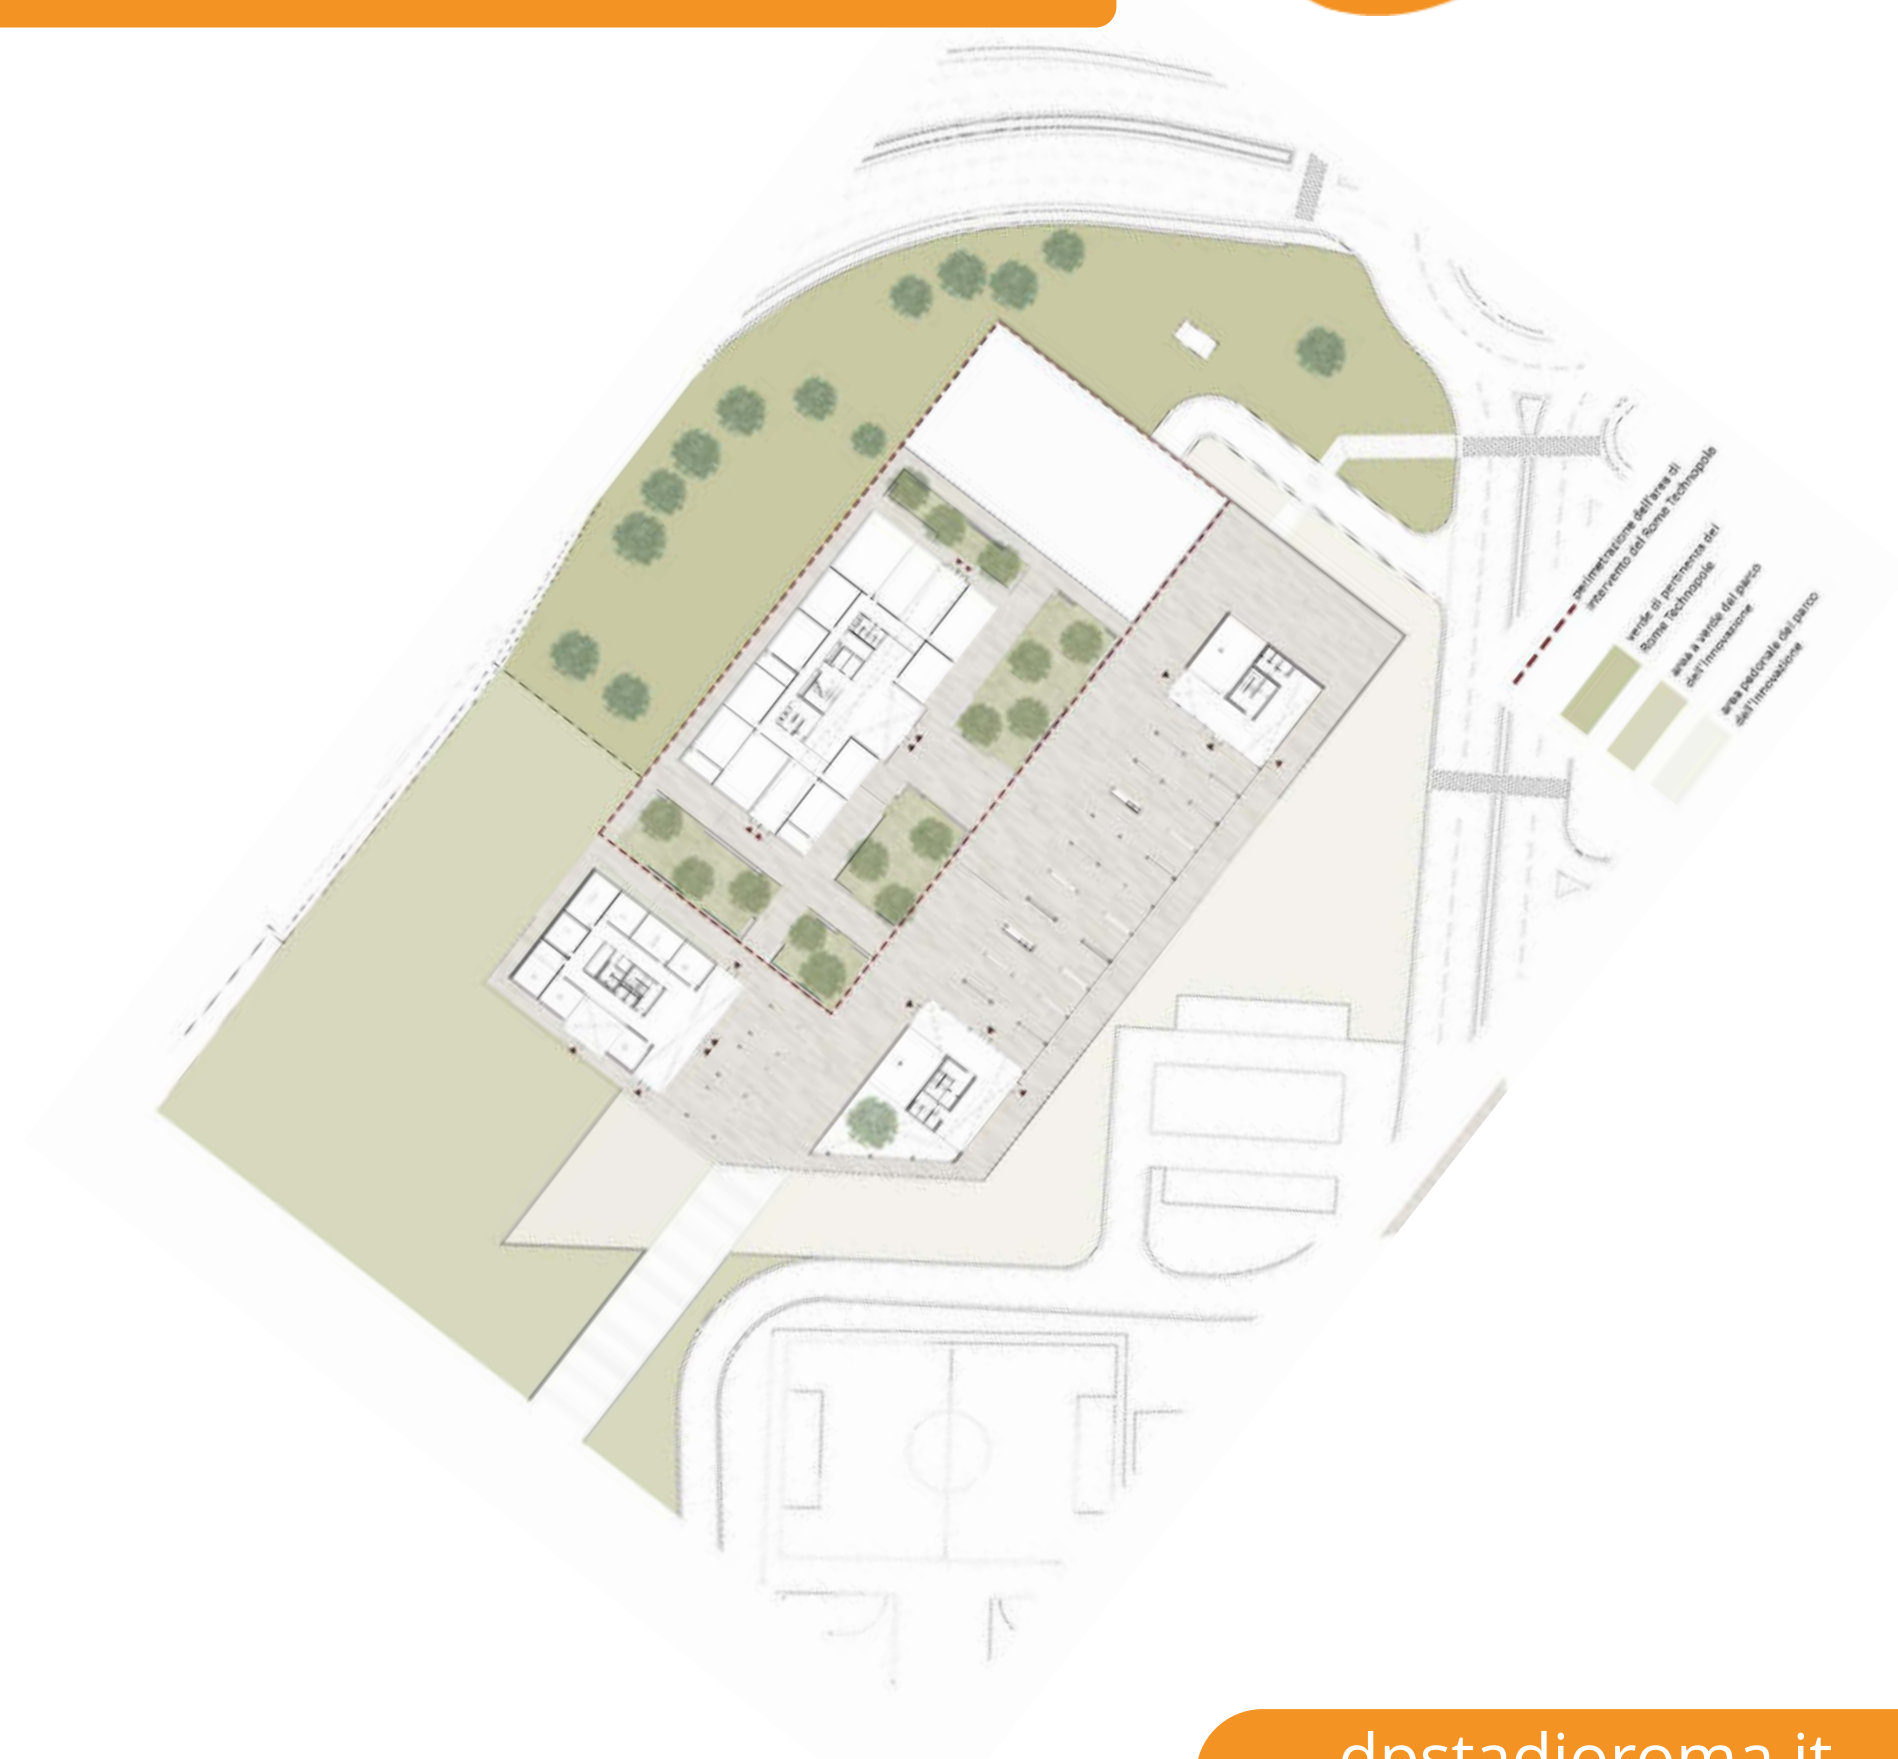 perimetrazione dell'area di
intervento del Rome Technopole
verde di pertinenza del
Rome Technopole
area a verde del parco
dell'Innovazione
area pedonale del parco
dell'Innovazione
dpstadioroma.it